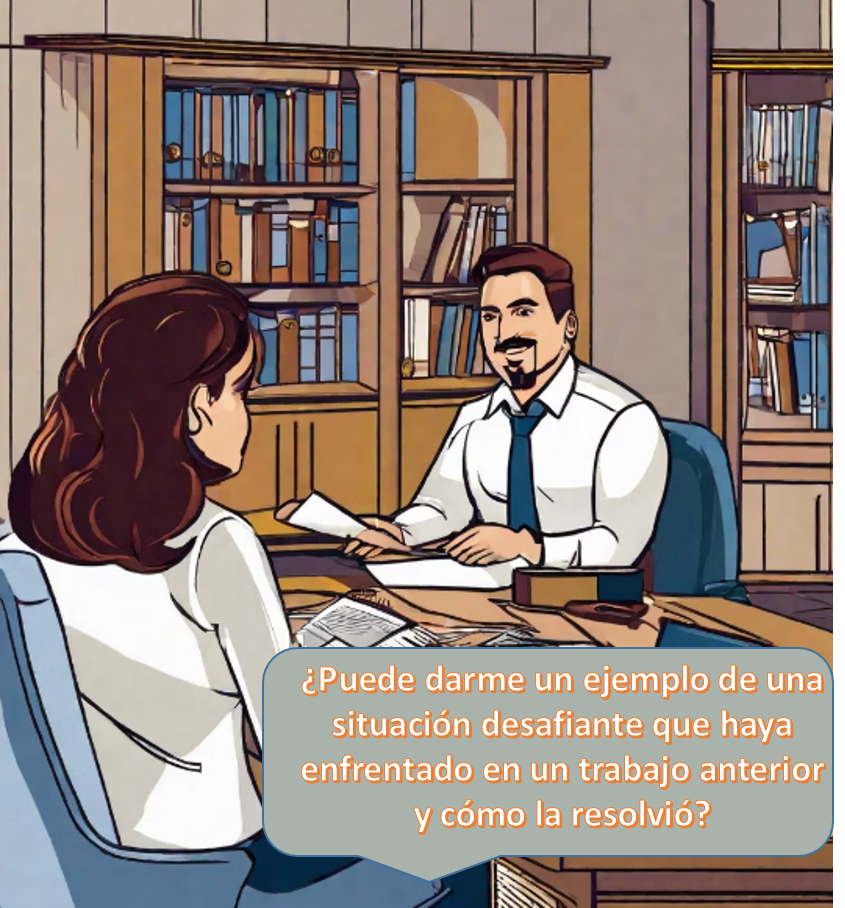 ¿Puede darme un ejemplo de una
situación desafiante que haya
enfrentado en un trabajo anterior
y cómo la resolvió?